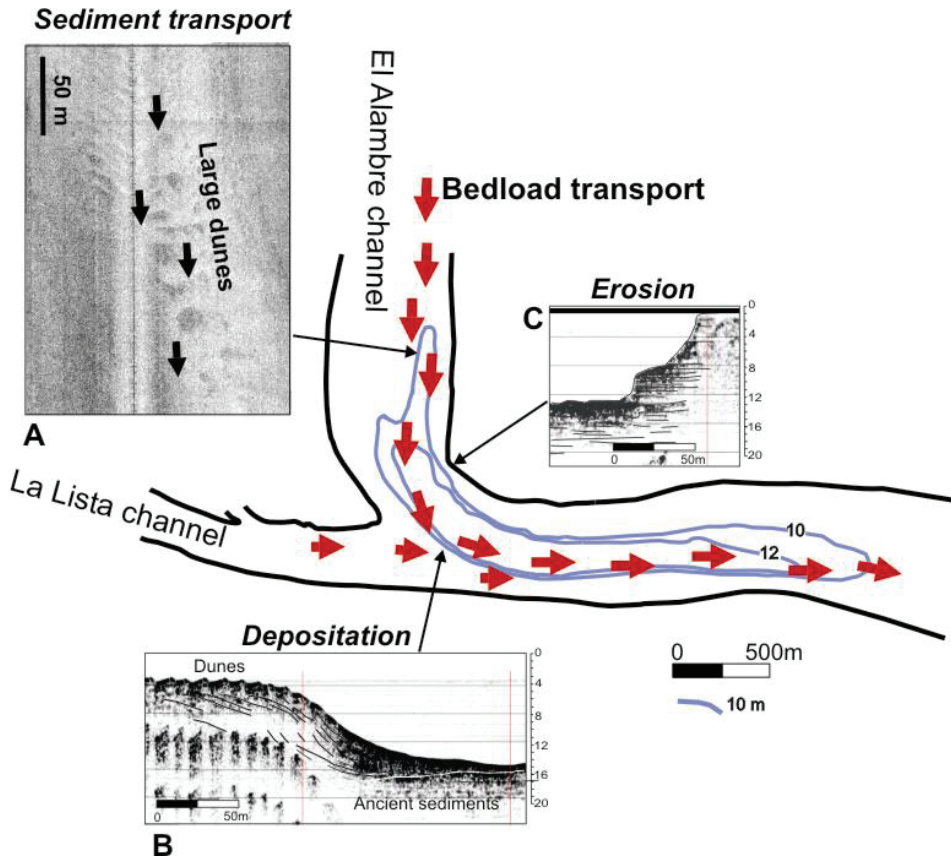 Sediment transport
50 m
Large dunes
A
El Alambre channel
Bedload transport
Erosion
C
0
4
8
12
16
20
0
50m
La Lista channel
10
12
Depositation
0
500m
10 m
Dunes
0
4
8
12
16
20
Ancient sediments
0
50m
B